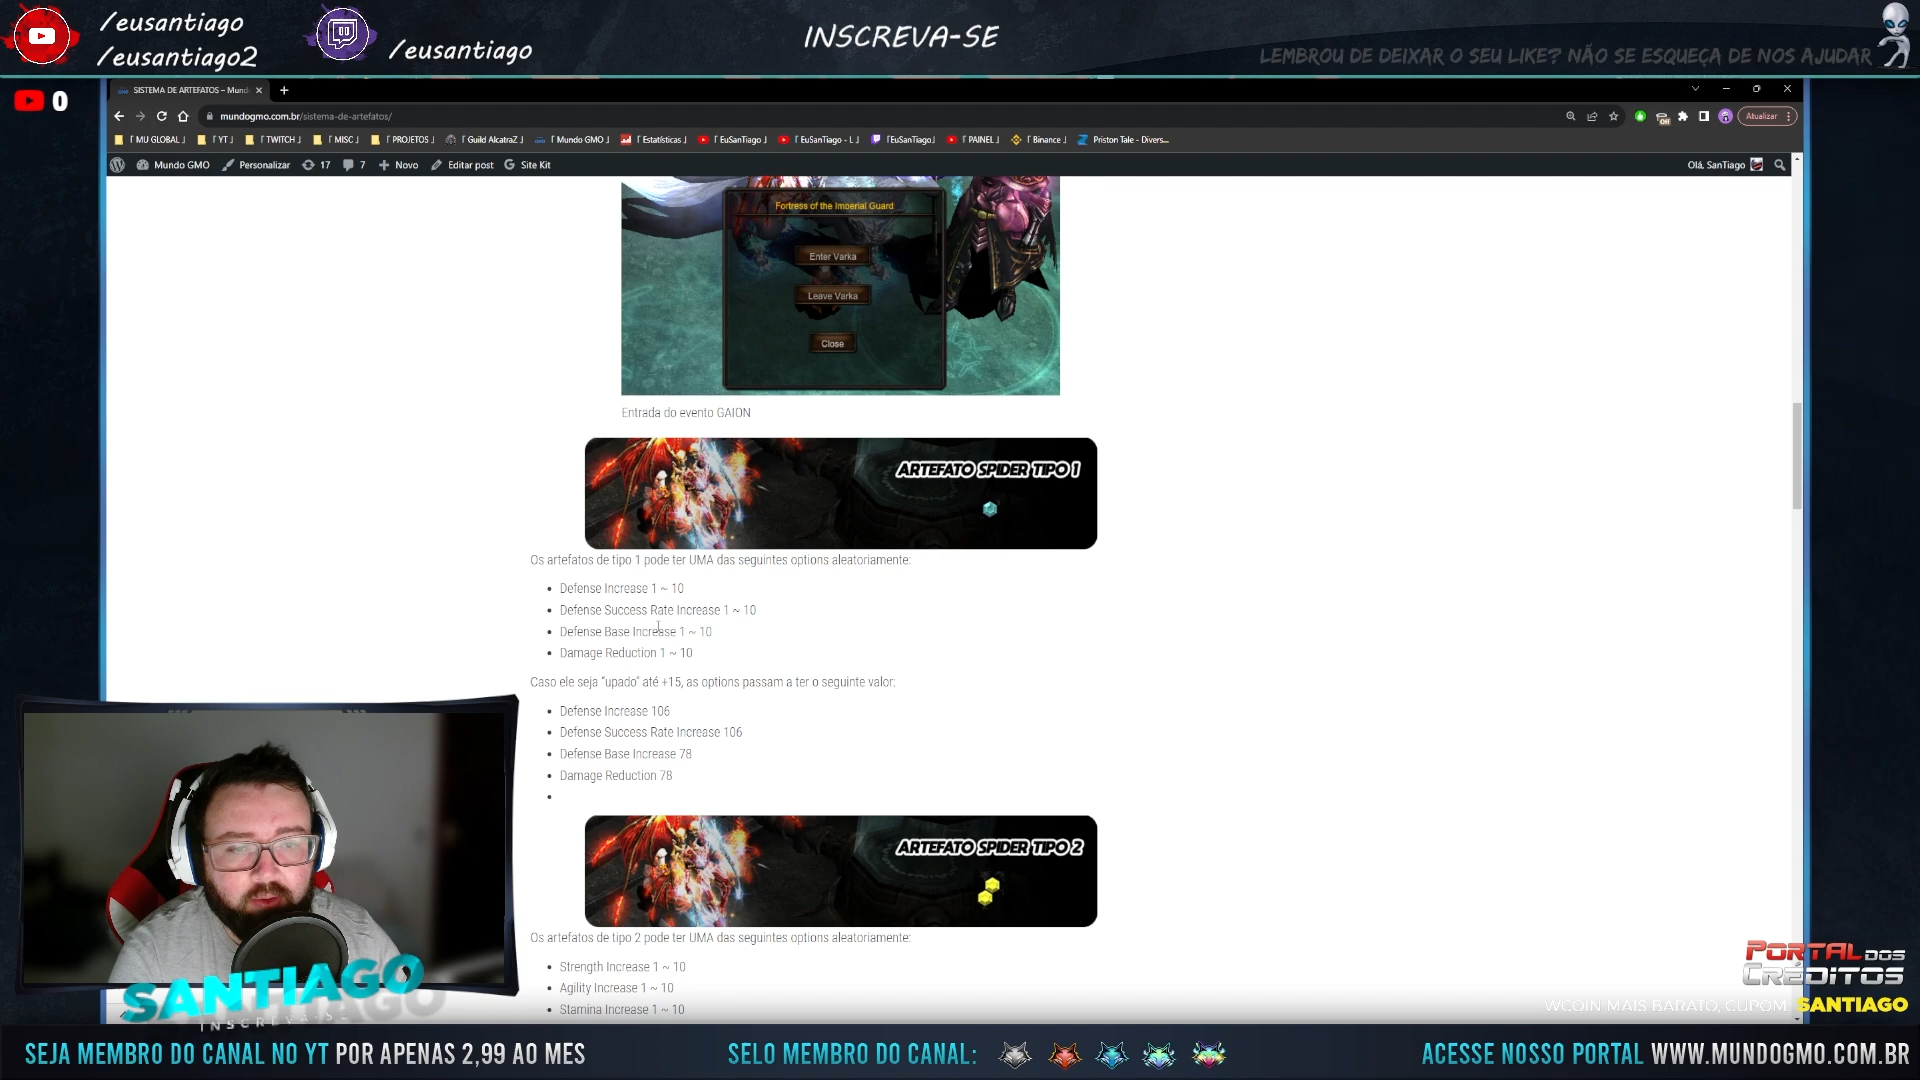 /eusantiago
/eusantiago2
/eusantiago
INSCREVA-SE
LEMBROU DE DEIXAR O SEU LIKE? NÃO SE ESQUEÇA DE NOS AJUDAR
0
SISTEMA DE ARTEFATOS – Mund
mundogmo.com.br/sistema-de-artefatos/
Atualizar
「 MU GLOBAL 」 「 YT 」 「 TWITCH 」 「 MISC 」 「 PROJETOS 」 「 Guild AlcatraZ 」 「 Mundo GMO 」 「 Estatísticas 」 「 EuSanTiago 」 「 EuSanTiago - L 」 「EuSanTiago」 「 PAINEL 」 「 Binance 」 Priston Tale - Divers...
Mundo GMO Personalizar 17 7 Novo Editar post Site Kit Olá, SanTiago
Fortress of the Imperial Guard
Enter Varka
Leave Varka
Close
Entrada do evento GAION
ARTEFATO SPIDER TIPO 1
Os artefatos de tipo 1 pode ter UMA das seguintes options aleatoriamente:
• Defense Increase 1 ~ 10
• Defense Success Rate Increase 1 ~ 10
• Defense Base Increase 1 ~ 10
• Damage Reduction 1 ~ 10
Caso ele seja “upado” até +15, as options passam a ter o seguinte valor:
• Defense Increase 106
• Defense Success Rate Increase 106
• Defense Base Increase 78
• Damage Reduction 78
•
ARTEFATO SPIDER TIPO 2
Os artefatos de tipo 2 pode ter UMA das seguintes options aleatoriamente:
• Strength Increase 1 ~ 10
• Agility Increase 1 ~ 10
• Stamina Increase 1 ~ 10
SANTIAGO
INSCREVA-SE
PORTAL DOS
CRÉDITOS
WCOIN MAIS BARATO, CUPOM: SANTIAGO
SEJA MEMBRO DO CANAL NO YT POR APENAS 2,99 AO MES
SELO MEMBRO DO CANAL:
ACESSE NOSSO PORTAL WWW.MUNDOGMO.COM.BR